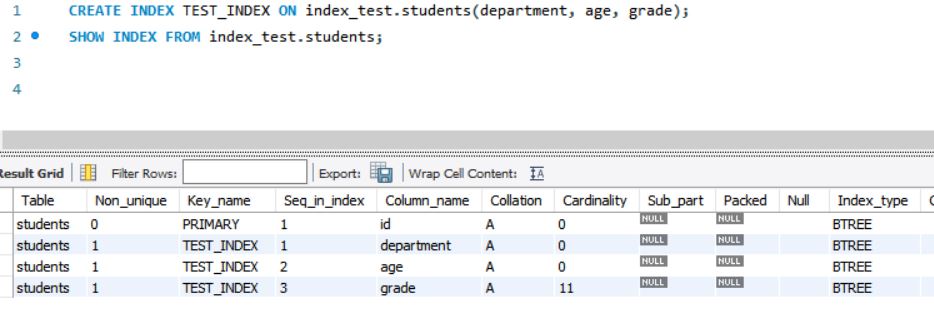 1 CREATE INDEX TEST_INDEX ON index_test.students(department, age, grade);
2 SHOW INDEX FROM index_test.students;
3
4
Result Grid Filter Rows: Export: Wrap Cell Content: IA
Table Non_unique Key_name Seq_in_index Column_name Collation Cardinality Sub_part Packed Null Index_type C
students 0 PRIMARY 1 id A 0 NULL NULL BTREE
students 1 TEST_INDEX 1 department A 0 NULL NULL BTREE
students 1 TEST_INDEX 2 age A 0 NULL NULL BTREE
students 1 TEST_INDEX 3 grade A 11 NULL NULL BTREE